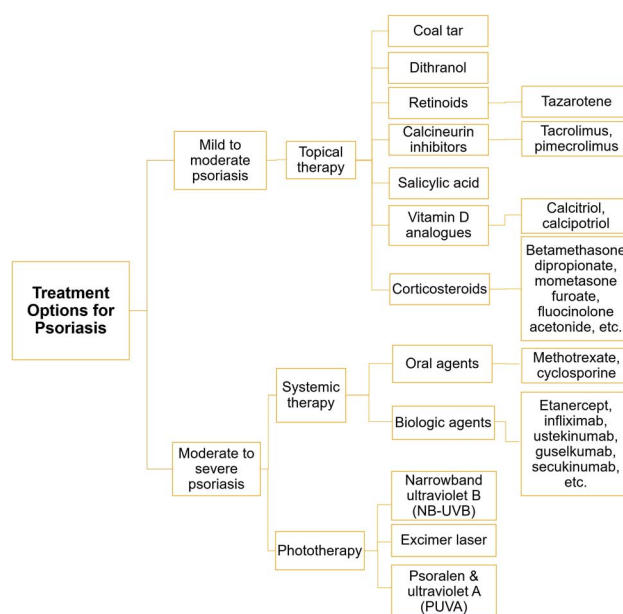 Coal tar
Dithranol
Retinoids
Tazarotene
Mild to
moderate
psoriasis
Topical
therapy
Calcineurin
inhibitors
Tacrolimus,
pimecrolimus
Salicylic acid
Vitamin D
analogues
Calcitriol,
calcipotriol
Corticosteroids
Betamethasone
dipropionate,
mometasone
furoate,
fluocinolone
acetonide, etc.
Treatment
Options for
Psoriasis
Systemic
therapy
Oral agents
Methotrexate,
cyclosporine
Biologic agents
Etanercept,
infliximab,
ustekinumab,
guselkumab,
secukinumab,
etc.
Moderate to
severe
psoriasis
Phototherapy
Narrowband
ultraviolet B
(NB-UVB)
Excimer laser
Psoralen &
ultraviolet A
(PUVA)